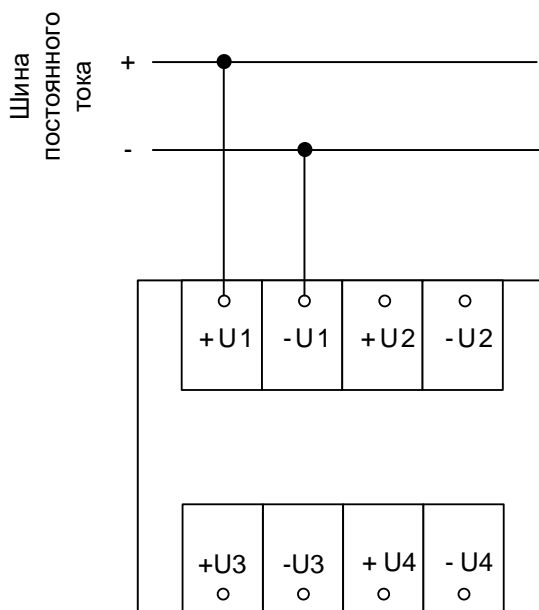 Шина
постоянного
тока
+
-
+U1 -U1 +U2 -U2
+U3 -U3 +U4 -U4